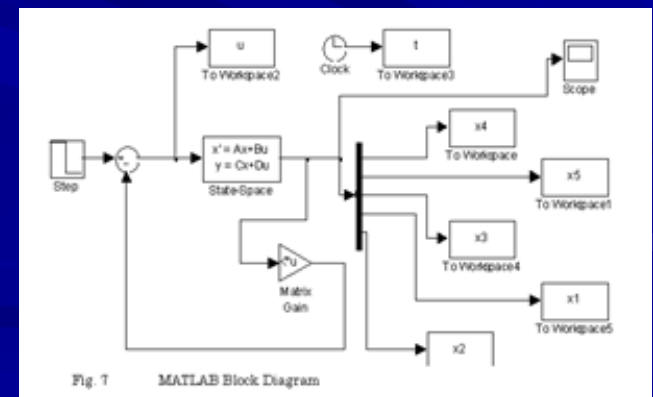 u
To Workspace2
Clock
t
To Workspace3
Scope
Step
x' = Ax+Bu
y = Cx+Du
State-Space
x4
To Workspace
x5
To Workspace1
x3
To Workspace4
Matrix
Gain
x1
To Workspace5
x2
Fig. 7 MATLAB Block Diagram